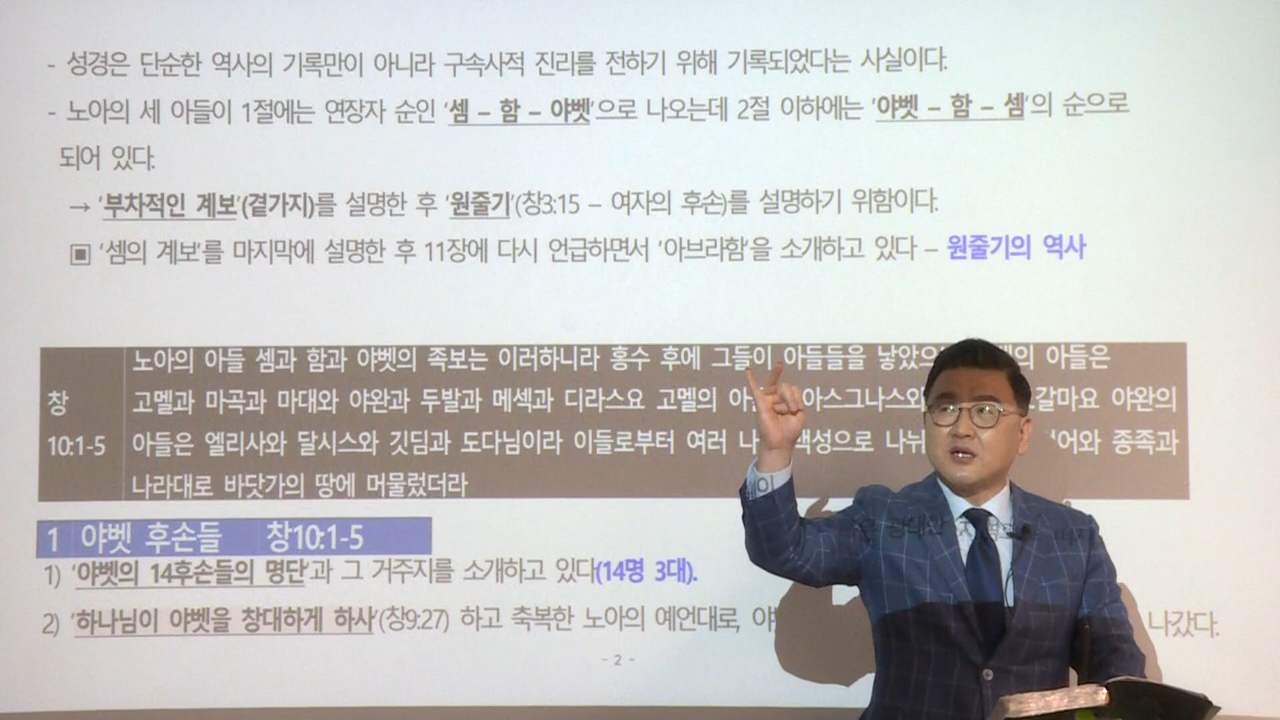 - 성경은 단순한 역사의 기록만이 아니라 구속사적 진리를 전하기 위해 기록되었다는 사실이다.
- 노아의 세 아들이 1절에는 연장자 순인 '셈 – 함 – 야벳'으로 나오는데 2절 이하에는 '야벳 – 함 – 셈'의 순으로
되어 있다.
→ '부차적인 계보'(곁가지)를 설명한 후 '원줄기'(창3:15 – 여자의 후손)를 설명하기 위함이다.
▣ '셈의 계보'를 마지막에 설명한 후 11장에 다시 언급하면서 '아브라함'을 소개하고 있다 – 원줄기의 역사
노아의 아들 셈과 함과 야벳의 족보는 이러하니라 홍수 후에 그들이 아들들을 낳았으 아들은
창 고멜과 마곡과 마대와 야완과 두발과 메섹과 디라스요 고멜의 아 아스그나스와 갈마요 야완의
10:1-5 아들은 엘리사와 달시스와 깃딤과 도다님이라 이들로부터 여러 나 백성으로 나뉘 어와 종족과
나라대로 바닷가의 땅에 머물렀더라
1 야벳 후손들 창10:1-5
1) '야벳의 14후손들의 명단'과 그 거주지를 소개하고 있다(14명 3대).
2) '하나님이 야벳을 창대하게 하사'(창9:27) 하고 축복한 노아의 예언대로, 야 나갔다.
- 2 -